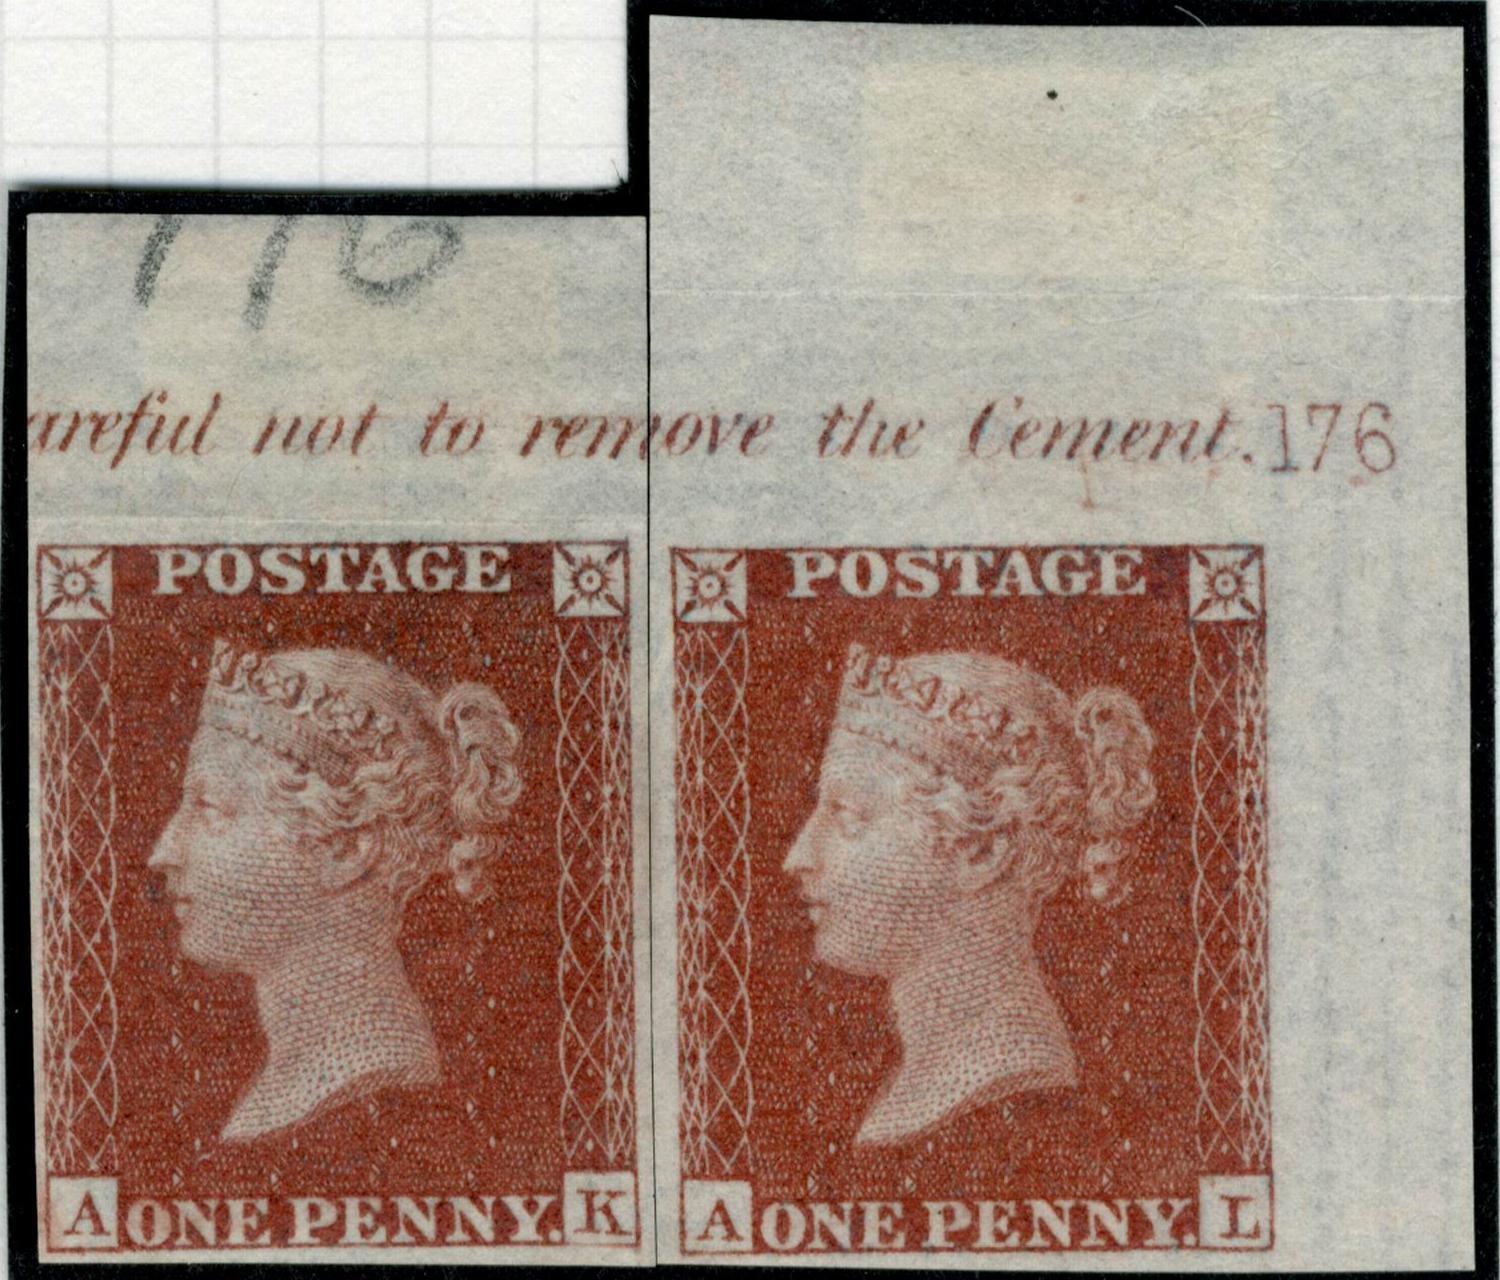 176
areful not to remove the Cement. 176
POSTAGE POSTAGE
A ONE PENNY. K A ONE PENNY. L